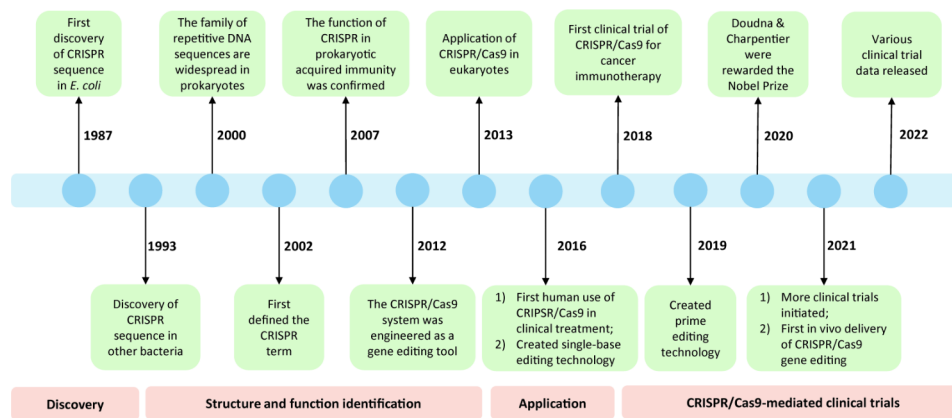 First
discovery
of CRISPR
sequence
in E. coli
The family of
repetitive DNA
sequences are
widespread in
prokaryotes
The function of
CRISPR in
prokaryotic
acquired immunity
was confirmed
Application of
CRISPR/Cas9 in
eukaryotes
First clinical trial of
CRISPR/Cas9 for
cancer
immunotherapy
Doudna &
Charpentier
were
rewarded the
Nobel Prize
Various
clinical trial
data released
1987
2000
2007
2013
2018
2020
2022
1993
2002
2012
2016
2019
2021
Discovery of
CRISPR
sequence in
other bacteria
First
defined the
CRISPR
term
The CRISPR/Cas9
system was
engineered as a
gene editing tool
1) First human use of
CRIPSR/Cas9 in
clinical treatment;
2) Created single-base
editing technology
Created
prime
editing
technology
1) More clinical trials
initiated;
2) First in vivo delivery
of CRISPR/Cas9
gene editing
Discovery
Structure and function identification
Application
CRISPR/Cas9-mediated clinical trials